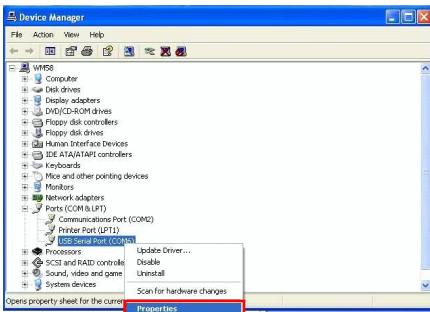 Device Manager
File Action View Help
WM58
Computer
Disk drives
Display adapters
DVD/CD-ROM drives
Floppy disk controllers
Floppy disk drives
Human Interface Devices
IDE ATA/ATAPI controllers
Keyboards
Mice and other pointing devices
Monitors
Network adapters
Ports (COM & LPT)
Communications Port (COM2)
Printer Port (LPT1)
USB Serial Port (COM6)
Processors
SCSI and RAID controlle
Sound, video and game
System devices
Update Driver...
Disable
Uninstall
Scan for hardware changes
Properties
Opens property sheet for the curren